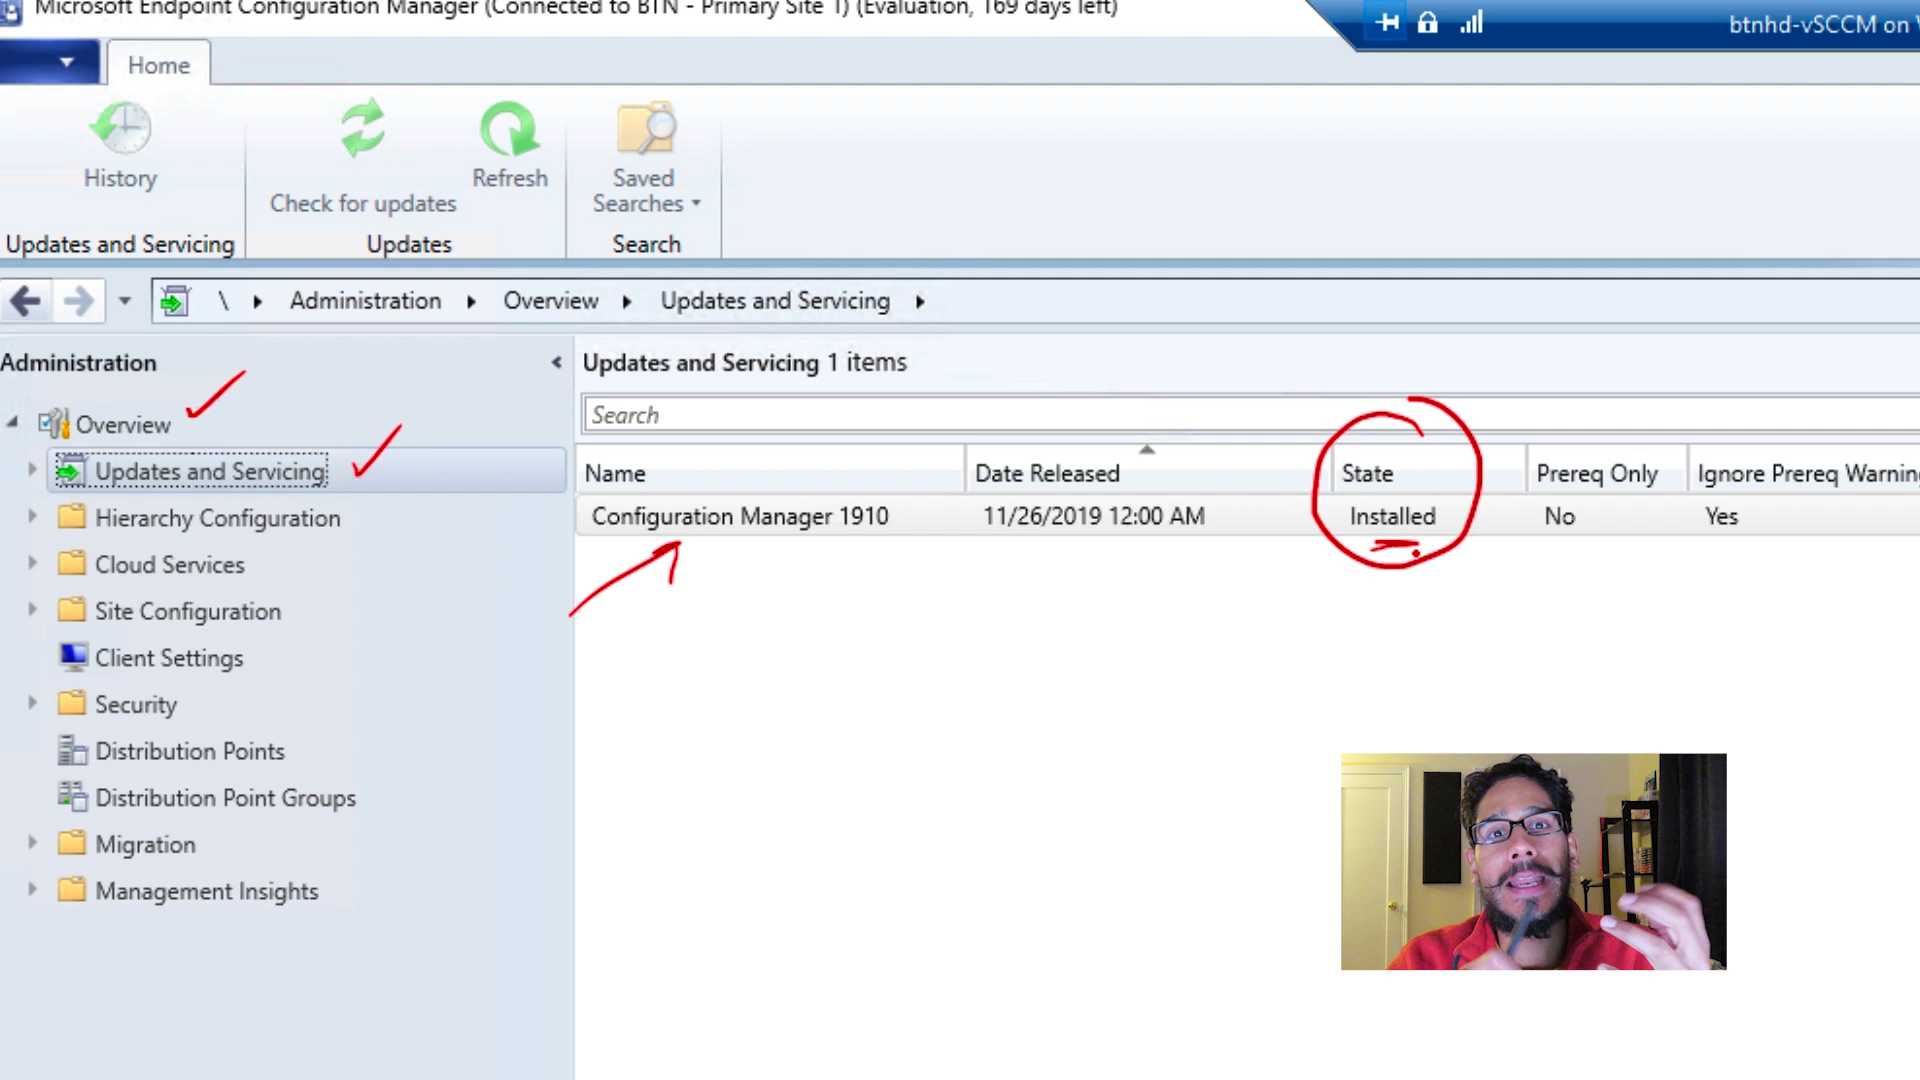 Microsoft Endpoint Configuration Manager (Connected to BTN - Primary Site 1) (Evaluation, 169 days left)
btnhd-vSCCM on
Home
History
Check for updates
Refresh
Saved
Searches
Updates and Servicing
Updates
Search
\ Administration Overview Updates and Servicing
Administration
Overview
Updates and Servicing
Hierarchy Configuration
Cloud Services
Site Configuration
Client Settings
Security
Distribution Points
Distribution Point Groups
Migration
Management Insights
Updates and Servicing 1 items
Search
Name Date Released State Prereq Only Ignore Prereq Warning
Configuration Manager 1910 11/26/2019 12:00 AM Installed No Yes